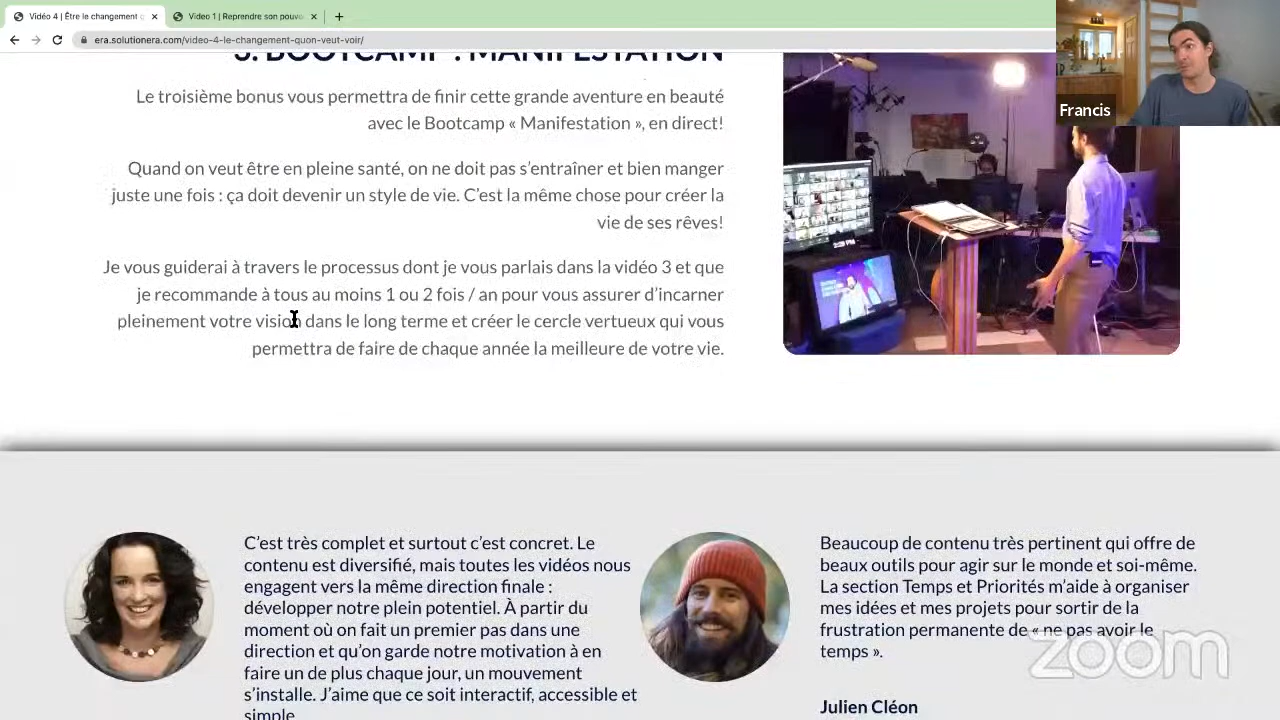 Vidéo 4 | Être le changement q
Video 1 | Reprendre son pouvo
era.solutionera.com/video-4-le-changement-quon-veut-voir/
Francis
3. BOOTCAMP : MANIFESTATION
Le troisième bonus vous permettra de finir cette grande aventure en beauté
avec le Bootcamp « Manifestation », en direct!
Quand on veut être en pleine santé, on ne doit pas s’entraîner et bien manger
juste une fois : ça doit devenir un style de vie. C’est la même chose pour créer la
vie de ses rêves!
Je vous guiderai à travers le processus dont je vous parlais dans la vidéo 3 et que
je recommande à tous au moins 1 ou 2 fois / an pour vous assurer d’incarner
pleinement votre vision dans le long terme et créer le cercle vertueux qui vous
permettra de faire de chaque année la meilleure de votre vie.
C’est très complet et surtout c’est concret. Le
contenu est diversifié, mais toutes les vidéos nous
engagent vers la même direction finale :
développer notre plein potentiel. À partir du
moment où on fait un premier pas dans une
direction et qu’on garde notre motivation à en
faire un de plus chaque jour, un mouvement
s’installe. J’aime que ce soit interactif, accessible et
simple.
Beaucoup de contenu très pertinent qui offre de
beaux outils pour agir sur le monde et soi-même.
La section Temps et Priorités m’aide à organiser
mes idées et mes projets pour sortir de la
frustration permanente de « ne pas avoir le
temps ».
Julien Cléon
zoom